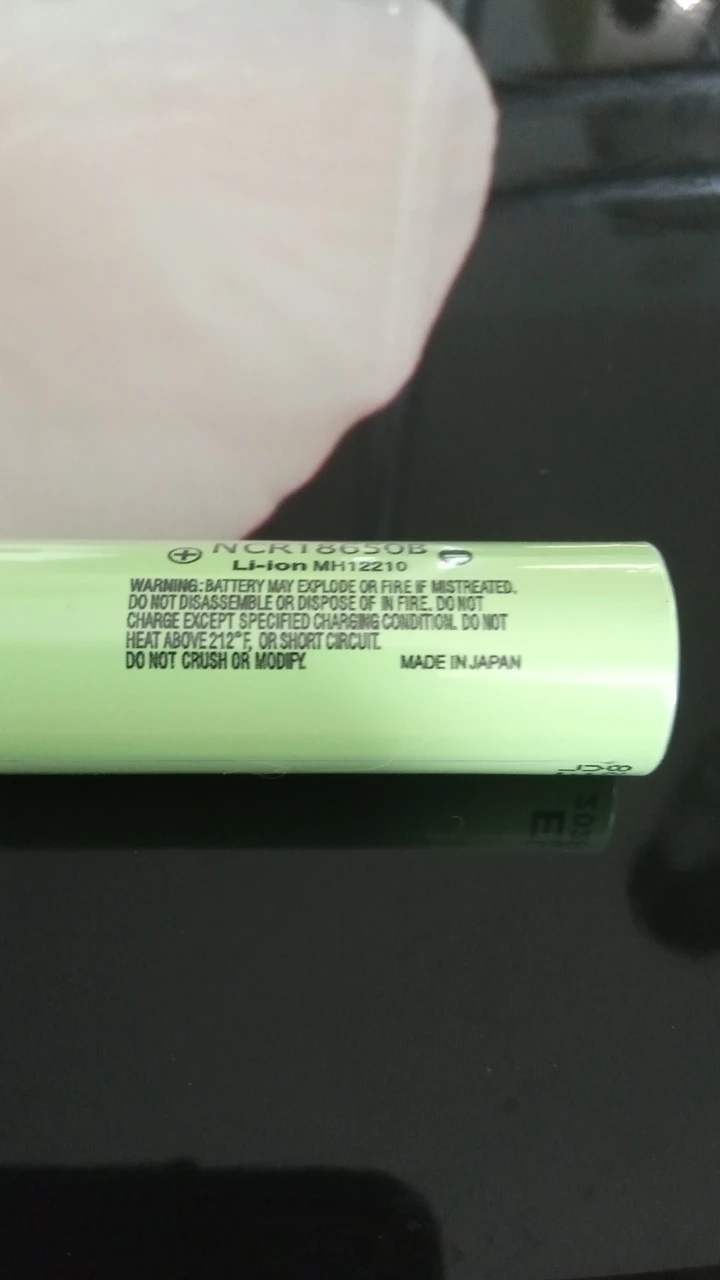 NCR18650B
Li-ion MH12210
WARNING: BATTERY MAY EXPLODE OR FIRE IF MISTREATED.
DO NOT DISASSEMBLE OR DISPOSE OF IN FIRE. DO NOT
CHARGE EXCEPT SPECIFIED CHARGING CONDITION. DO NOT
HEAT ABOVE 212°F, OR SHORT CIRCUIT.
DO NOT CRUSH OR MODIFY. MADE IN JAPAN